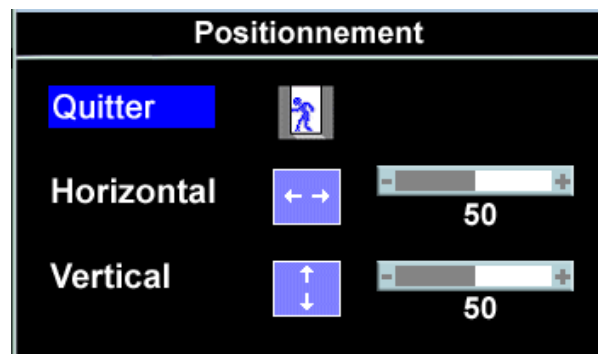 Positionnement
Quitter
Horizontal
- +
50
Vertical
- +
50